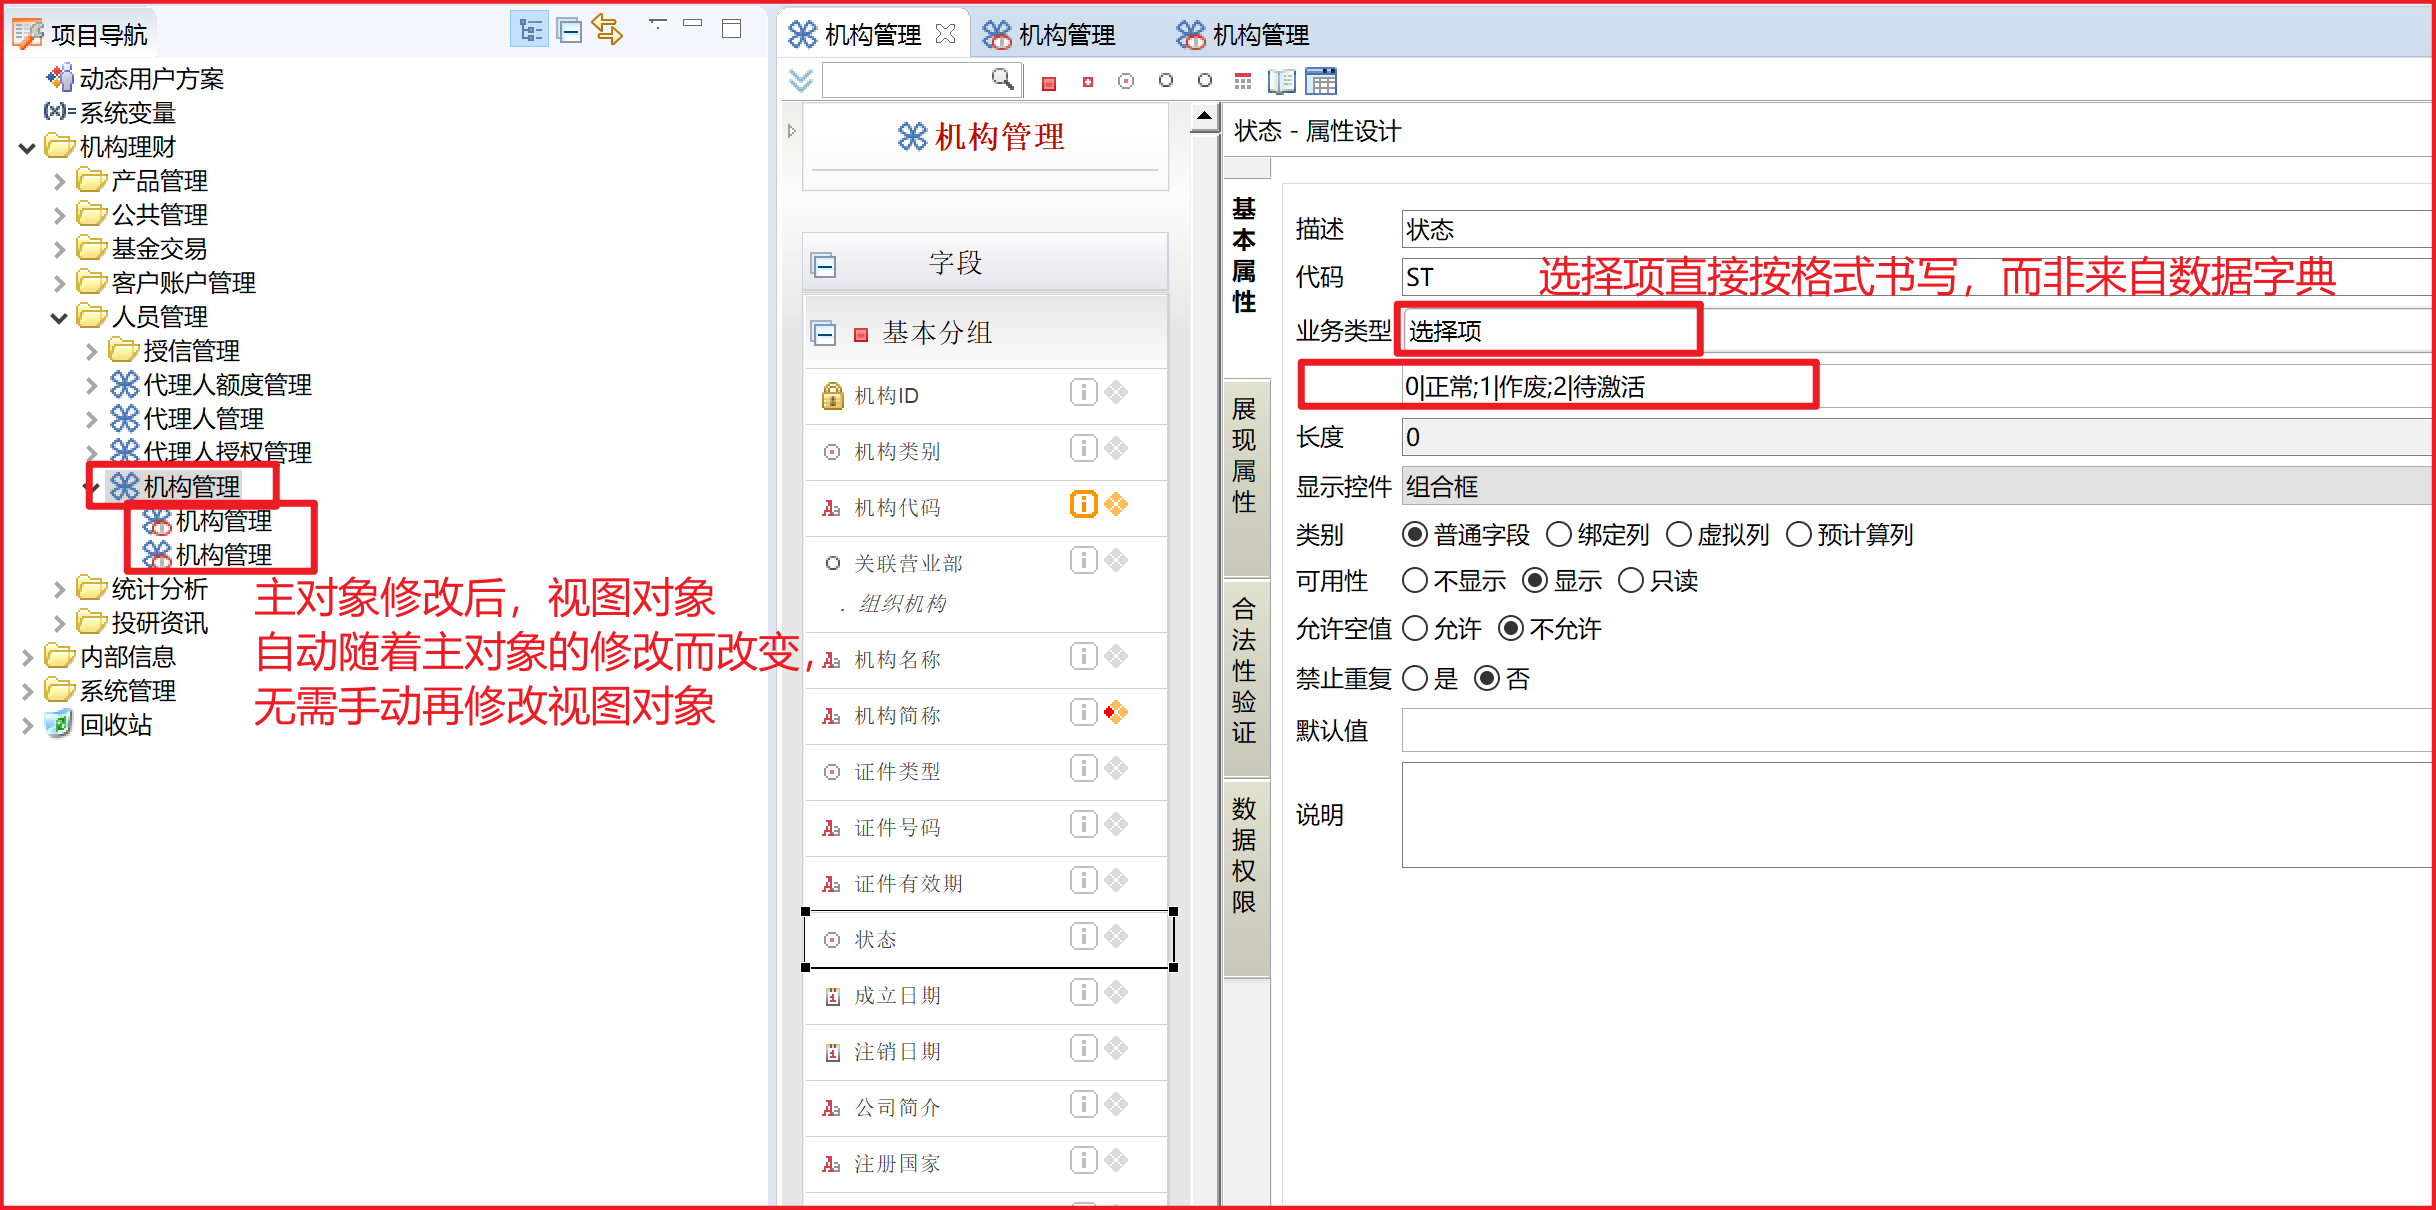 项目导航
动态用户方案
(x)= 系统变量
机构理财
产品管理
公共管理
基金交易
客户账户管理
人员管理
授信管理
代理人额度管理
代理人管理
代理人授权管理
机构管理
机构管理
机构管理
统计分析
投研资讯
内部信息
系统管理
回收站
主对象修改后，视图对象
自动随着主对象的修改而改变，
无需手动再修改视图对象
机构管理
机构管理
机构管理
机构管理
字段
基本分组
机构ID
机构类别
机构代码
关联营业部
. 组织机构
机构名称
机构简称
证件类型
证件号码
证件有效期
状态
成立日期
注销日期
公司简介
注册国家
状态 - 属性设计
基本属性
展现属性
合法性验证
数据权限
描述 状态
代码 ST
选择项直接按格式书写，而非来自数据字典
业务类型 选择项
0|正常;1|作废;2|待激活
长度 0
显示控件 组合框
类别 普通字段 绑定列 虚拟列 预计算列
可用性 不显示 显示 只读
允许空值 允许 不允许
禁止重复 是 否
默认值
说明